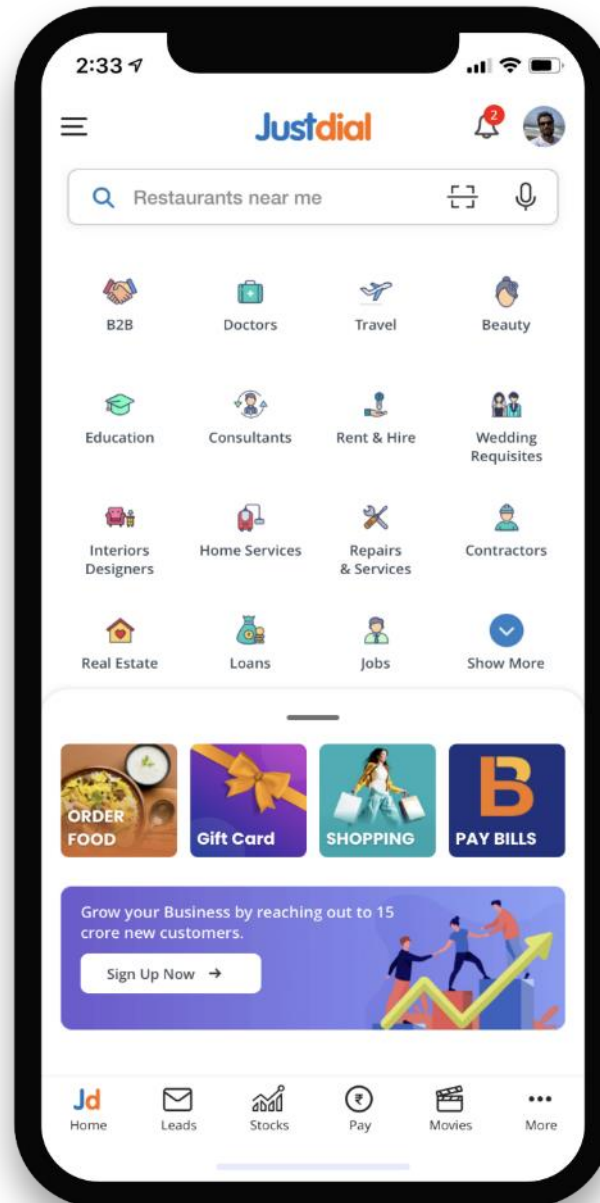 2:33
Justdial
2
Restaurants near me
B2B
Doctors
Travel
Beauty
Education
Consultants
Rent & Hire
Wedding
Requisites
Interiors
Designers
Home Services
Repairs
& Services
Contractors
Real Estate
Loans
Jobs
Show More
ORDER
FOOD
Gift Card
SHOPPING
B
PAY BILLS
Grow your Business by reaching out to 15
crore new customers.
Sign Up Now →
Jd
Home
Leads
Stocks
₹
Pay
Movies
More